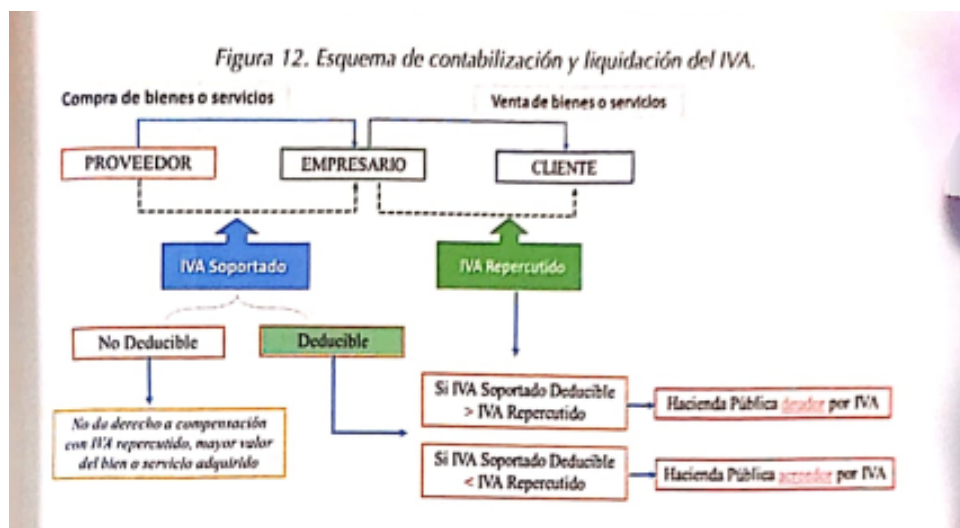 Figura 12. Esquema de contabilización y liquidación del IVA.
Compra de bienes o servicios
Venta de bienes o servicios
PROVEEDOR
EMPRESARIO
CLIENTE
IVA Soportado
IVA Repercutido
No Deducible
Deducible
No da derecho a compensación
con IVA repercutido, mayor valor
del bien o servicio adquirido
Si IVA Soportado Deducible
> IVA Repercutido
Hacienda Pública deudor por IVA
Si IVA Soportado Deducible
< IVA Repercutido
Hacienda Pública acreedor por IVA